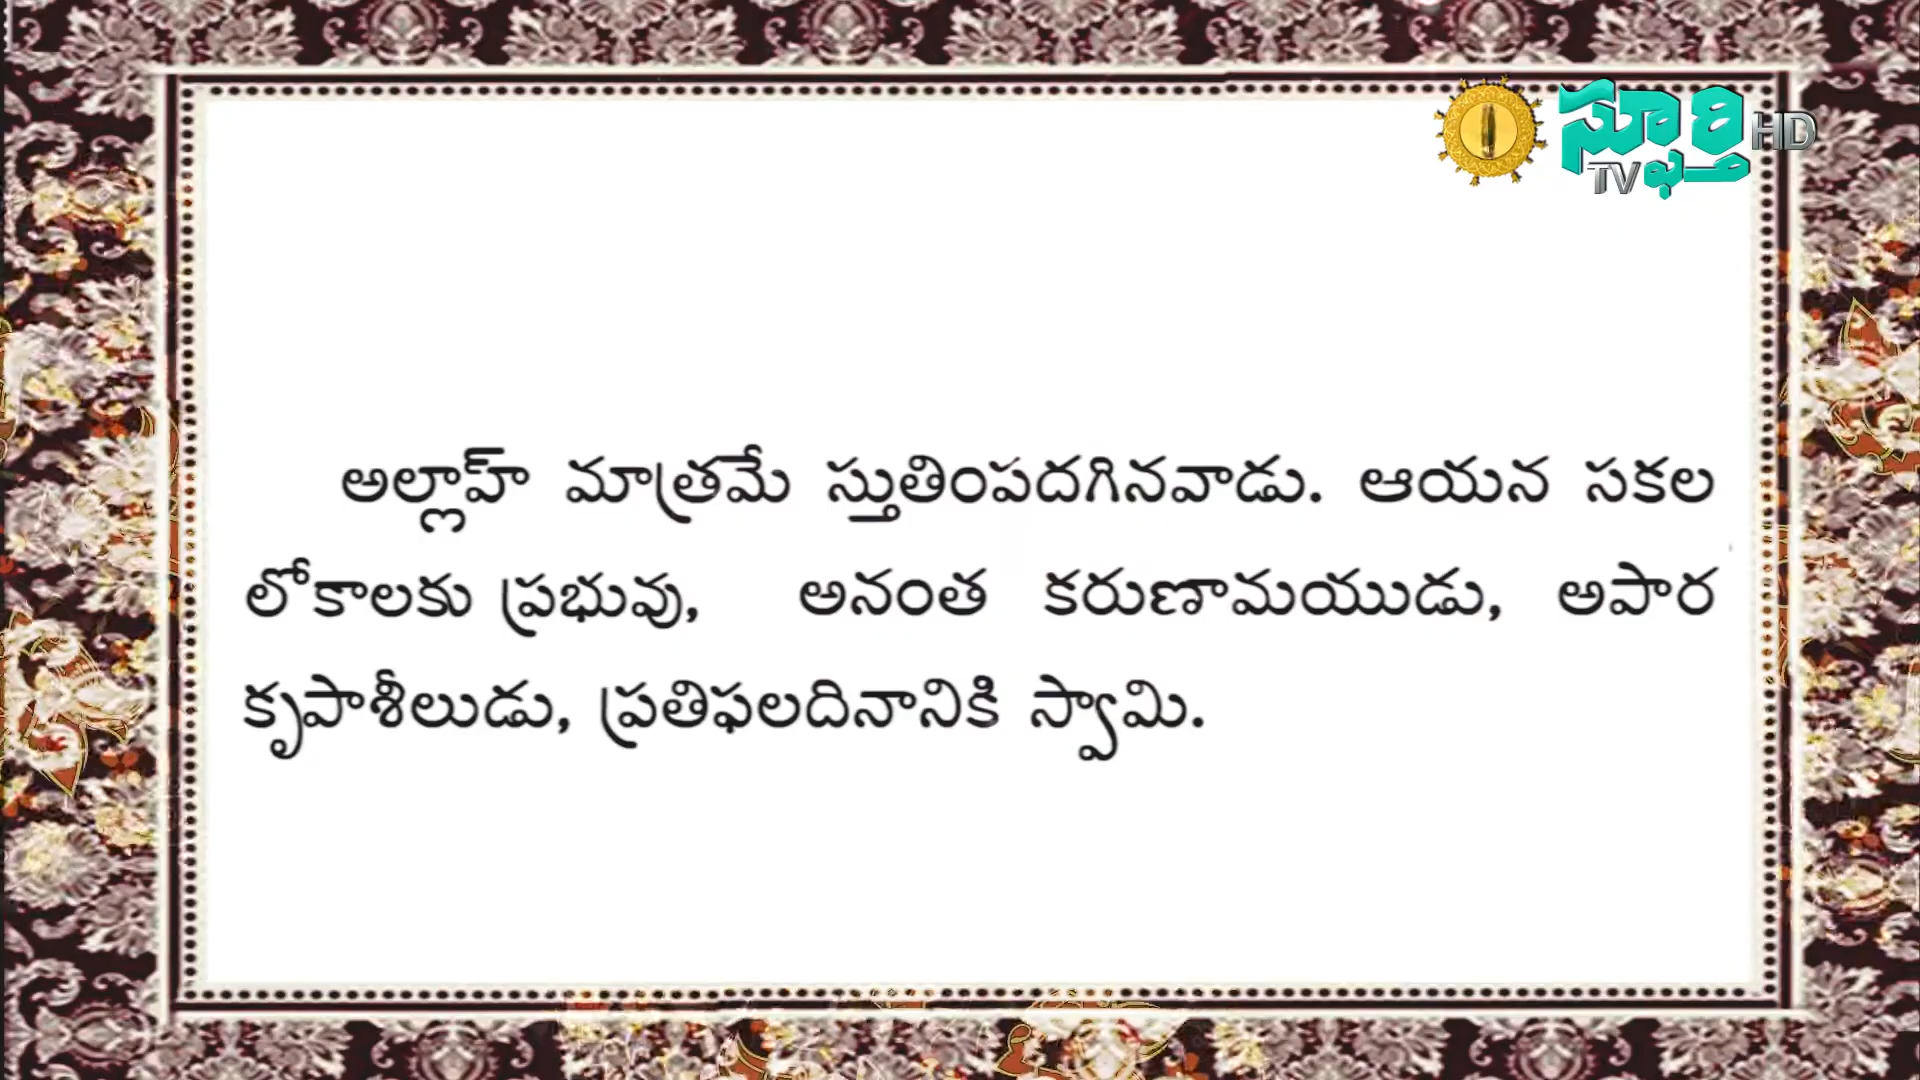 స్ఫూర్తి HD
TV
అల్లాహ్ మాత్రమే స్తుతింపదగినవాడు. ఆయన సకల
లోకాలకు ప్రభువు, అనంత కరుణామయుడు, అపార
కృపాశీలుడు, ప్రతిఫలదినానికి స్వామి.